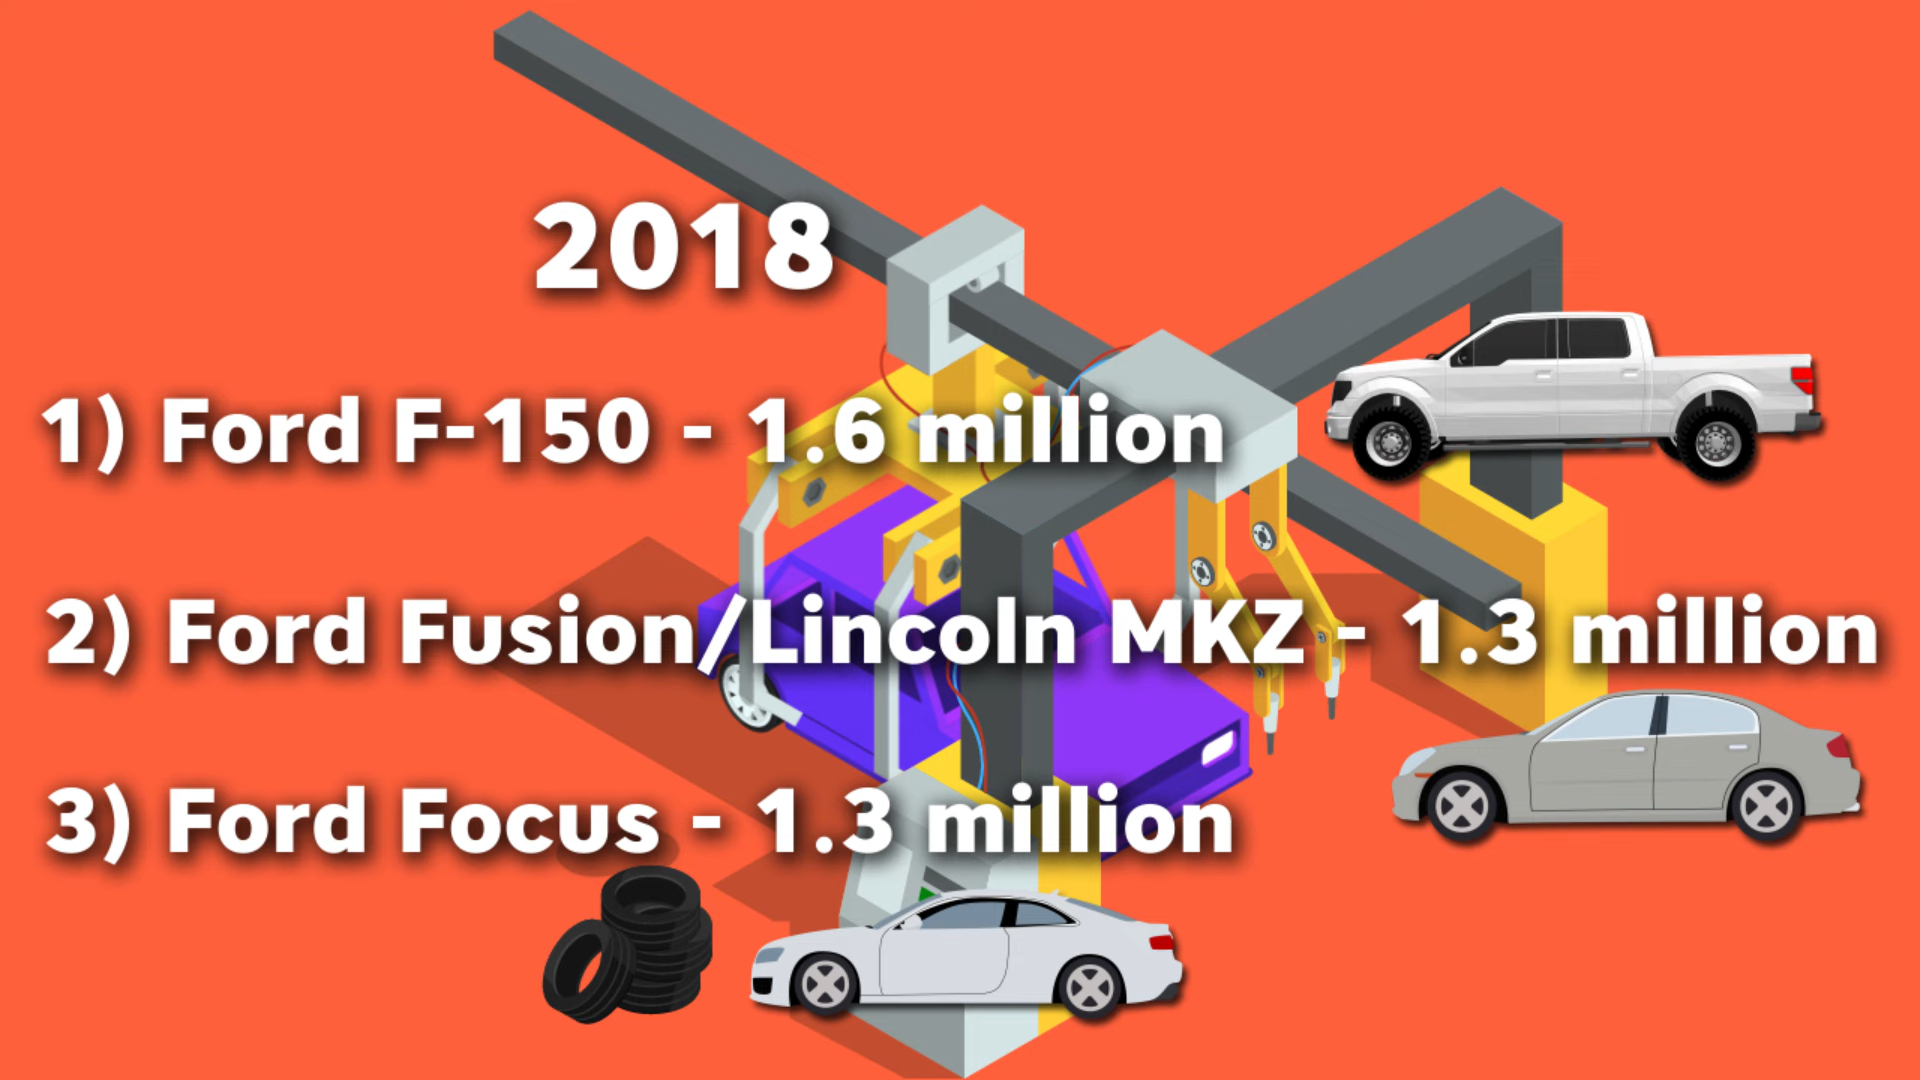 2018
1) Ford F-150 - 1.6 million
2) Ford Fusion/Lincoln MKZ - 1.3 million
3) Ford Focus - 1.3 million